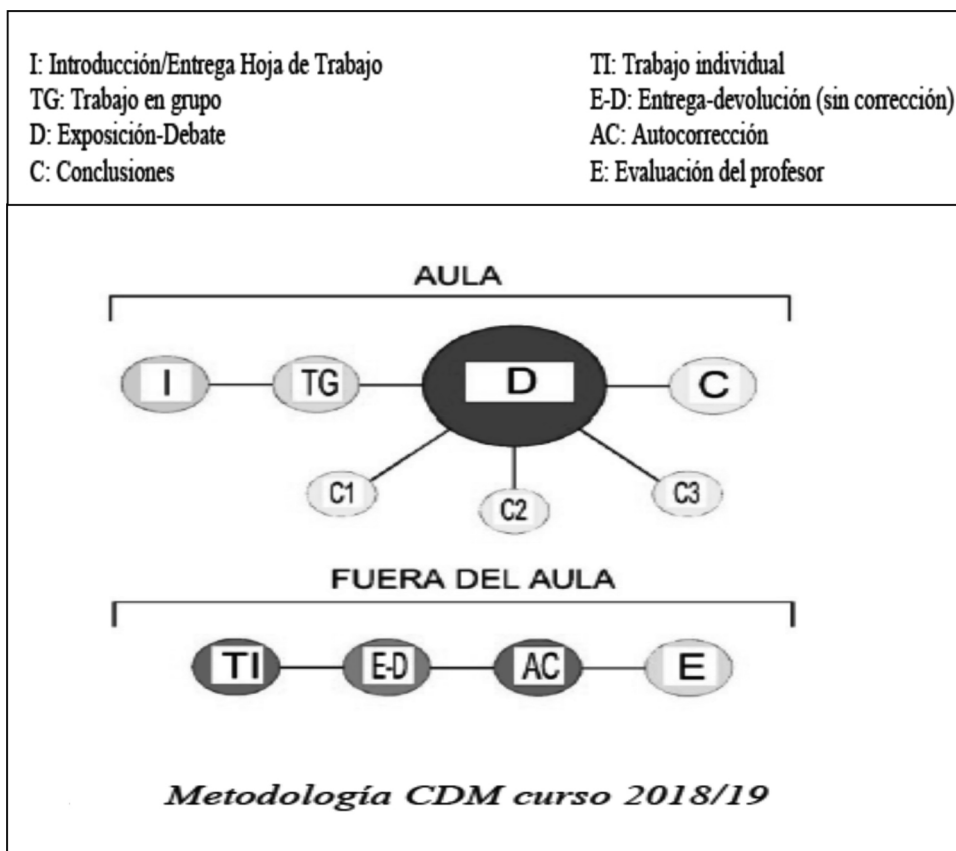 I: Introducción/Entrega Hoja de Trabajo
TG: Trabajo en grupo
D: Exposición-Debate
C: Conclusiones
TI: Trabajo individual
E-D: Entrega-devolución (sin corrección)
AC: Autocorrección
E: Evaluación del profesor
AULA
I TG D C
C1 C2 C3
FUERA DEL AULA
TI E-D AC E
Metodología CDM curso 2018/19